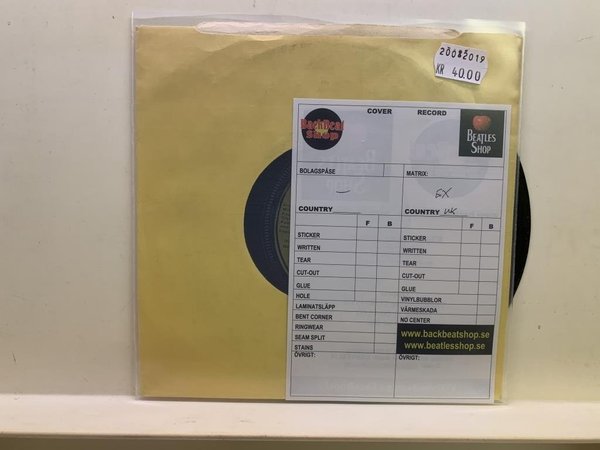 20082019
KR 40.00
COVER RECORD
BackBeat
Shop
BEATLES
SHOP
BOLAGSPÅSE MATRIX:
— EX
COUNTRY COUNTRY UK
F B F B
STICKER STICKER
WRITTEN WRITTEN
TEAR TEAR
CUT-OUT CUT-OUT
GLUE GLUE
HOLE VINYLBUBBLOR
LAMINATSLÄPP VÄRMESKADA
BENT CORNER NO CENTER
RINGWEAR www.backbeatshop.se
SEAM SPLIT www.beatlesshop.se
STAINS
ÖVRIGT: ÖVRIGT: